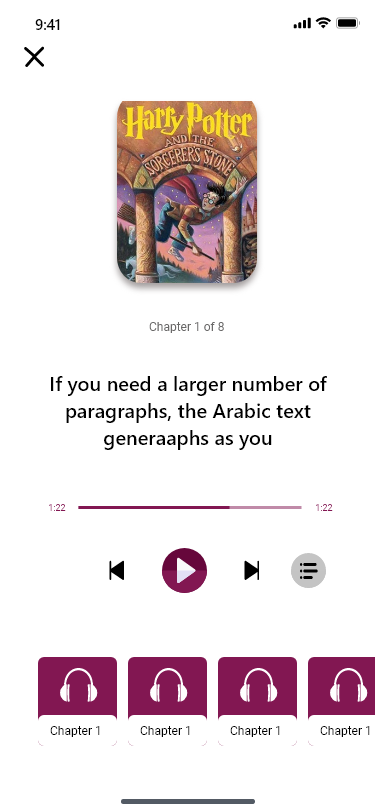 9:41
Harry Potter
AND THE
SORCERER'S STONE
Chapter 1 of 8
If you need a larger number of
paragraphs, the Arabic text
generaaphs as you
1:22 1:22
Chapter 1 Chapter 1 Chapter 1 Chapter 1